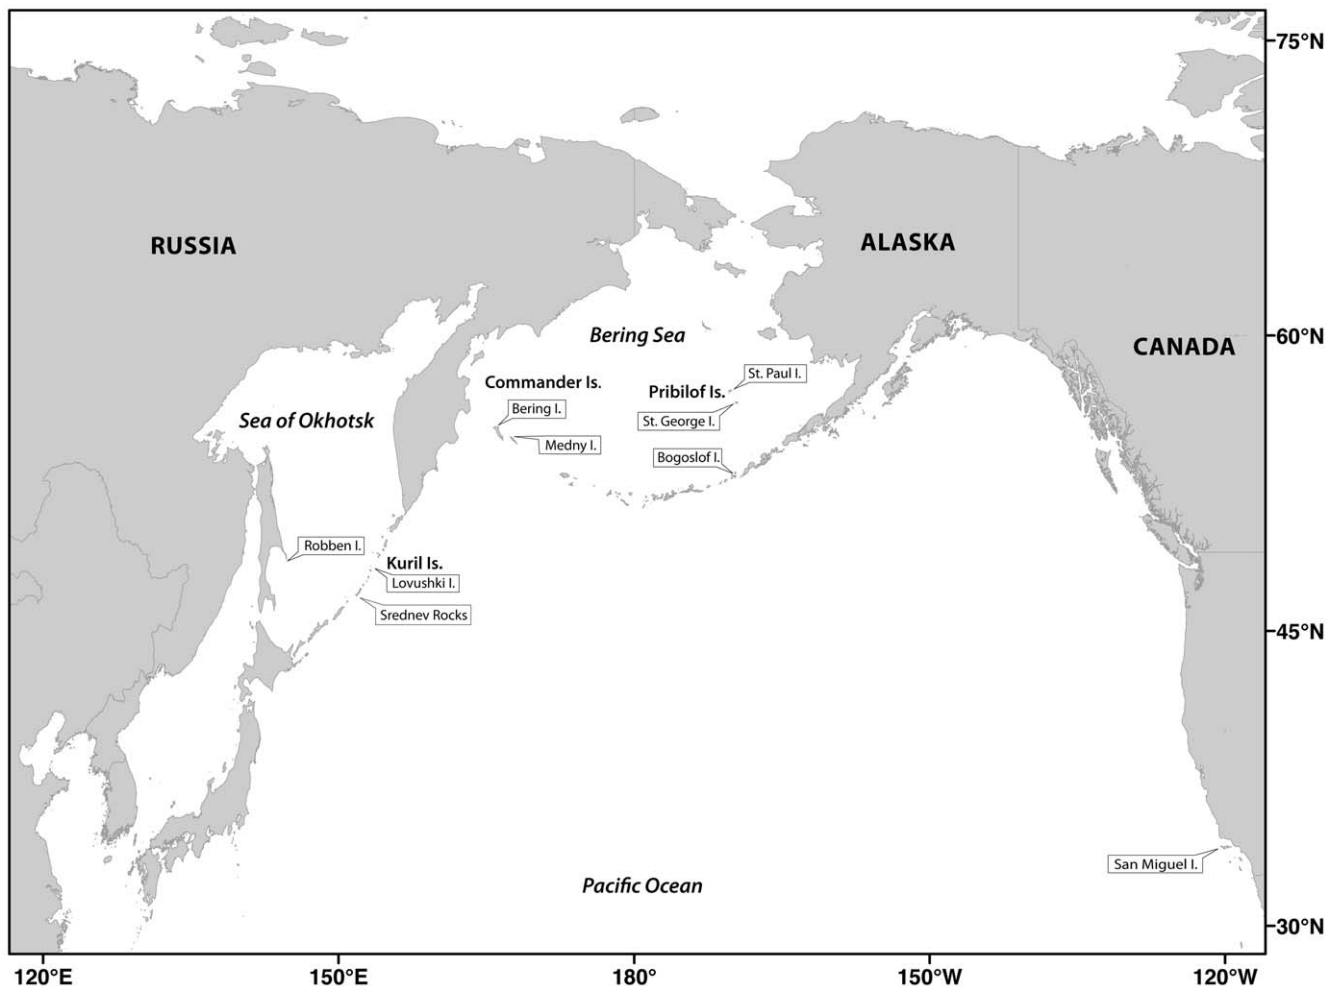 75°N
RUSSIA
ALASKA
Bering Sea
60°N
CANADA
St. Paul I.
Commander Is.
Pribilof Is.
Bering I.
Sea of Okhotsk
St. George I.
Medny I.
Bogoslof I.
Robben I.
Kuril Is.
Lovushki I.
Srednev Rocks
45°N
San Miguel I.
Pacific Ocean
30°N
120°E
150°E
180°
150°W
120°W